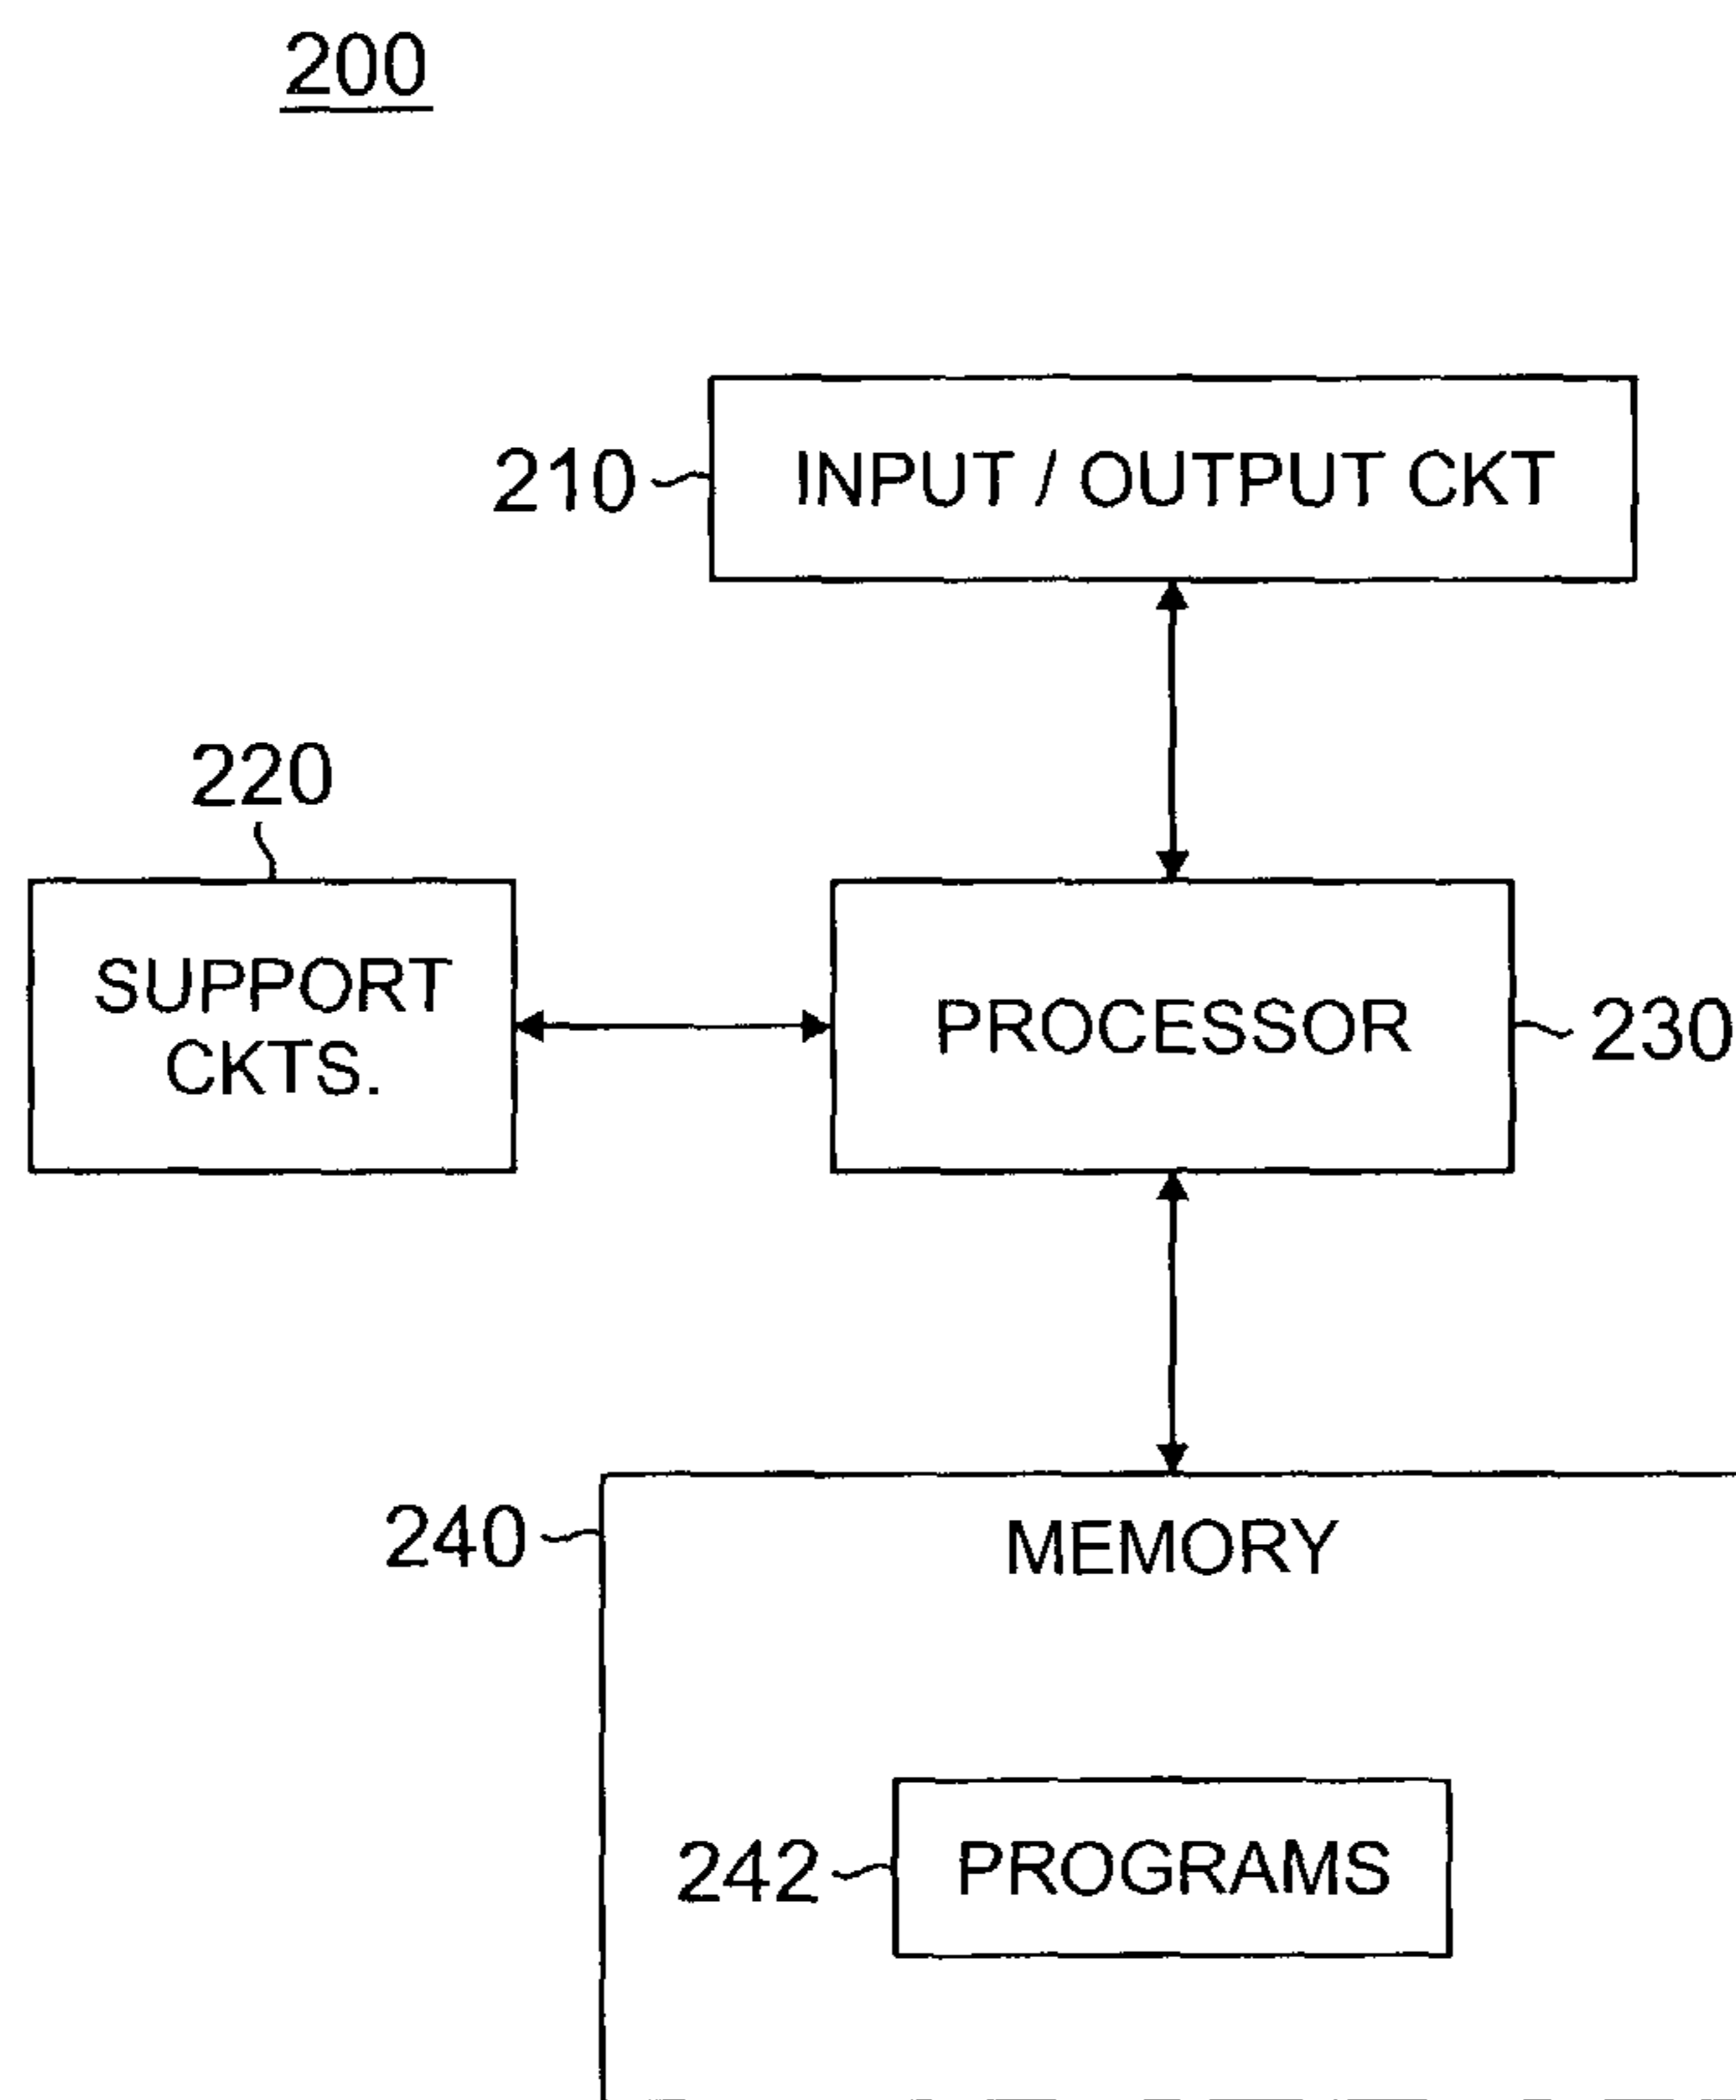 200
210
INPUT / OUTPUT CKT
220
SUPPORT
CKTS.
PROCESSOR
230
240
MEMORY
242
PROGRAMS